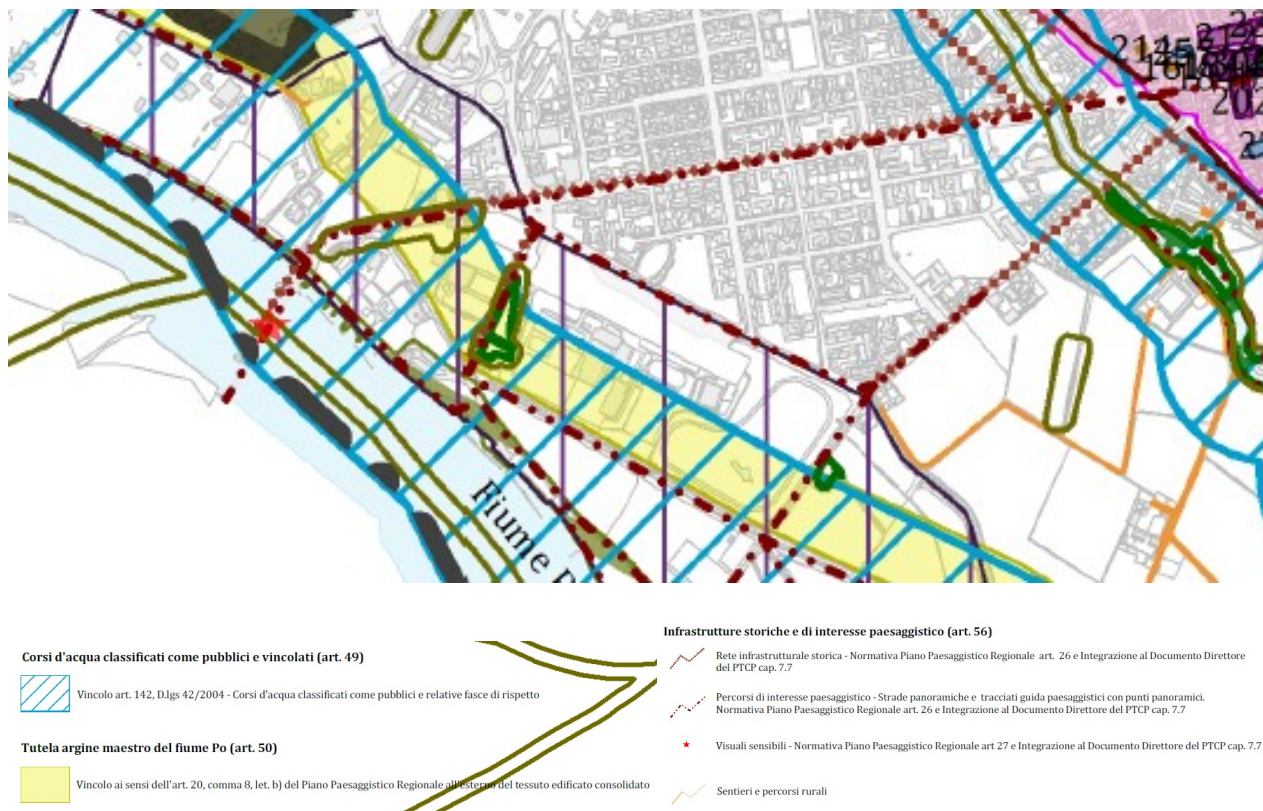 Fiume
Corsi d'acqua classificati come pubblici e vincolati (art. 49)
Vincolo art. 142, D.lgs 42/2004 - Corsi d'acqua classificati come pubblici e relative fasce di rispetto
Tutela argine maestro del fiume Po (art. 50)
Vincolo ai sensi dell'art. 20, comma 8, let. b) del Piano Paesaggistico Regionale all'esterno del tessuto edificato consolidato
Infrastrutture storiche e di interesse paesaggistico (art. 56)
Rete infrastrutturale storica - Normativa Piano Paesaggistico Regionale art. 26 e Integrazione al Documento Direttore
del PTCP cap. 7.7
Percorsi di interesse paesaggistico - Strade panoramiche e tracciati guida paesaggistici con punti panoramici.
Normativa Piano Paesaggistico Regionale art. 26 e Integrazione al Documento Direttore del PTCP cap. 7.7
Visuali sensibili - Normativa Piano Paesaggistico Regionale art 27 e Integrazione al Documento Direttore del PTCP cap. 7.7
Sentieri e percorsi rurali